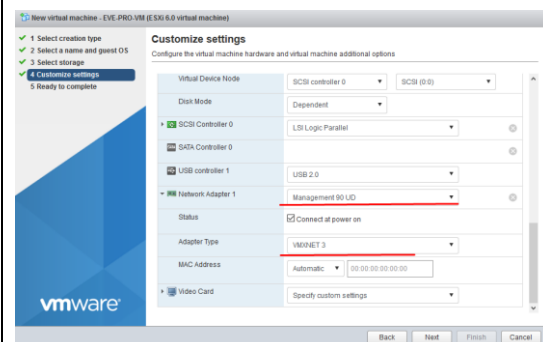 New virtual machine - EVE-PRO-VM (ESXi 6.0 virtual machine)
1 Select creation type
2 Select a name and guest OS
3 Select storage
4 Customize settings
5 Ready to complete
Customize settings
Configure the virtual machine hardware and virtual machine additional options
Virtual Device Node SCSI controller 0 SCSI (0:0)
Disk Mode Dependent
SCSI Controller 0 LSI Logic Parallel
SATA Controller 0
USB controller 1 USB 2.0
Network Adapter 1 Management 90 UD
Status Connect at power on
Adapter Type VMXNET 3
MAC Address Automatic 00:00:00:00:00:00
Video Card Specify custom settings
vmware
Back Next Finish Cancel